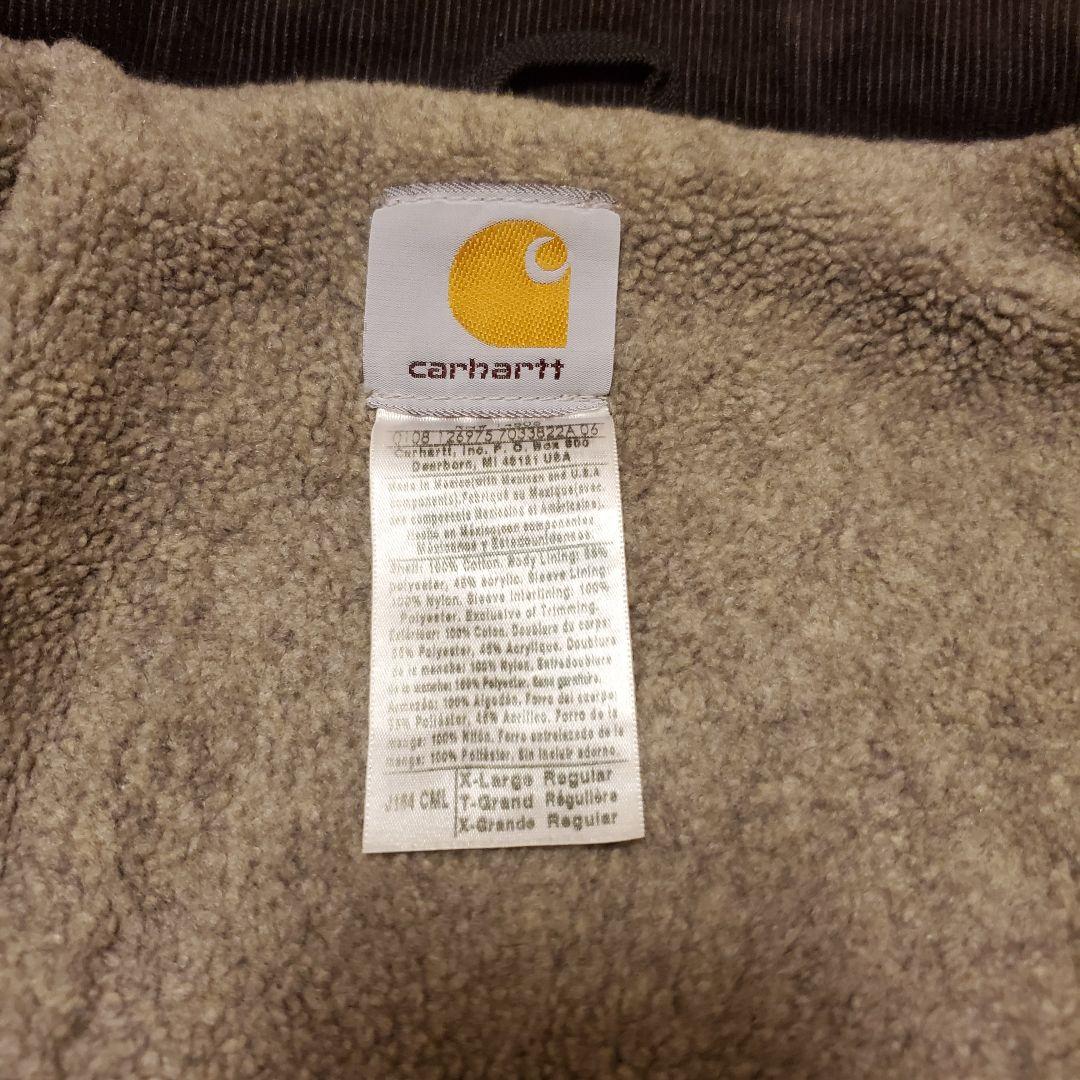 carhartt
0108 126975 7033822A 06
Carhartt, Inc. P. O. Box 600
Dearborn, MI 48121 USA
Made in Mexico(with Mexican and U.S.A
components). Fabriqué au Mexique(avec
des composants Mexicains et Américains).
Hecho en México(con componentes
Mexicanos y Estadounidenses
Shell: 100% Cotton. Body Lining: 55%
polyester, 45% acrylic. Sleeve Lining
100% Nylon. Sleeve Interlining: 100%
Polyester, Exclusive of Trimming.
Extérieur: 100% Coton. Doublure du corps:
55% Polyester, 45% Acrylique. Doublure
de la manche: 100% Nylon. Entredoublure
de la manche: 100% Polyester. Sans garniture.
100% Algodón. Forro del cuerpo:
55% Poliéster, 45% Acrílico. Forro de la
manga: 100% Nilón. Forro entrelazado de la
manga: 100% Poliéster. Sin incluir adorno.
CML
X-Large Regular
T-Grand Régulière
X-Grande Regular